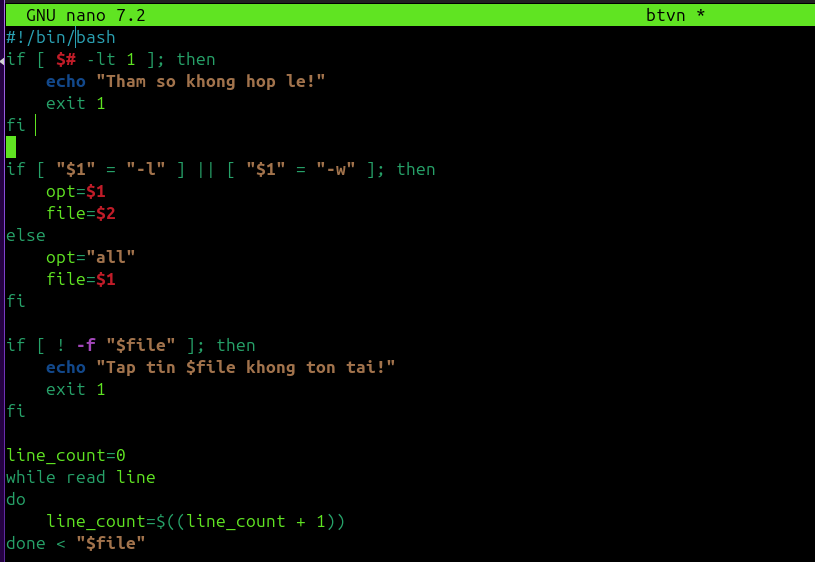 GNU nano 7.2 btvn *
#!/bin/bash
if [ $# -lt 1 ]; then
    echo "Tham so khong hop le!"
    exit 1
fi

if [ "$1" = "-l" ] || [ "$1" = "-w" ]; then
    opt=$1
    file=$2
else
    opt="all"
    file=$1
fi

if [ ! -f "$file" ]; then
    echo "Tap tin $file khong ton tai!"
    exit 1
fi

line_count=0
while read line
do
    line_count=$((line_count + 1))
done < "$file"